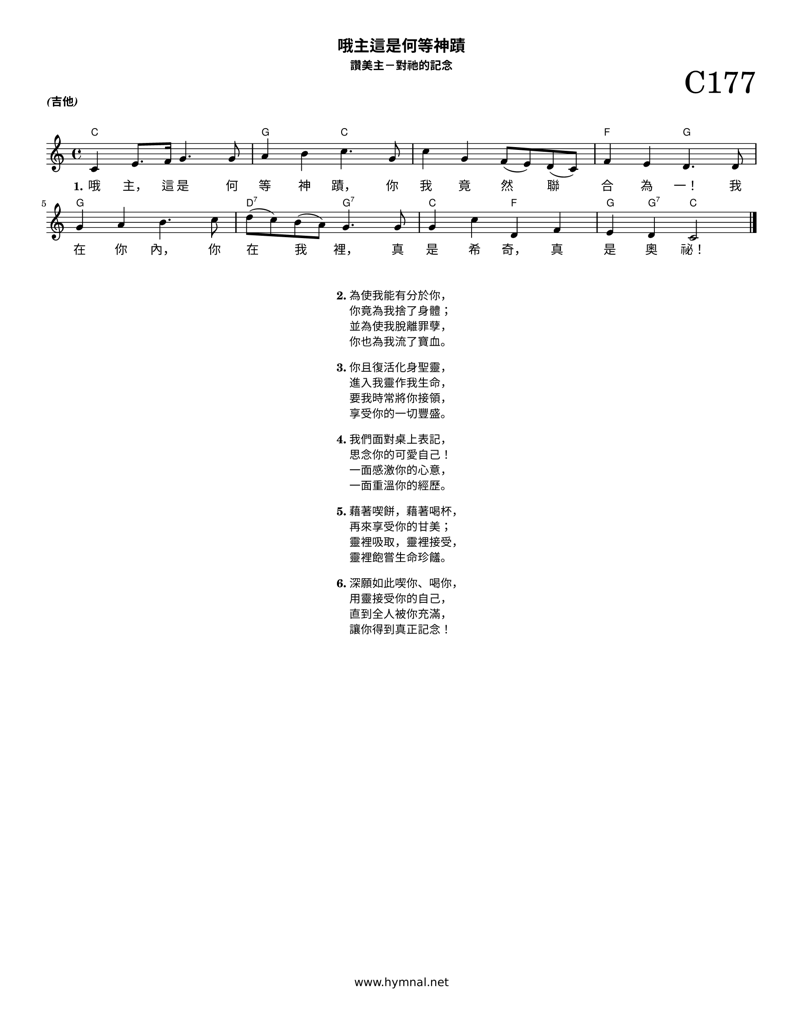 哦主這是何等神蹟
讚美主－對祂的記念
C177
(吉他)
C G C F G
1. 哦 主， 這 是 何 等 神 蹟， 你 我 竟 然 聯 合 為 一！ 我
5 G D7 G7 C F G G7 C
在 你 內， 你 在 我 裡， 真 是 希 奇， 真 是 奧 祕！
2. 為使我能有分於你，
你竟為我捨了身體；
並為使我脫離罪孽，
你也為我流了寶血。
3. 你且復活化身聖靈，
進入我靈作我生命，
要我時常將你接領，
享受你的一切豐盛。
4. 我們面對桌上表記，
思念你的可愛自己！
一面感激你的心意，
一面重溫你的經歷。
5. 藉著喫餅，藉著喝杯，
再來享受你的甘美；
靈裡吸取，靈裡接受，
靈裡飽嘗生命珍饈。
6. 深願如此喫你、喝你，
用靈接受你的自己，
直到全人被你充滿，
讓你得到真正記念！
www.hymnal.net